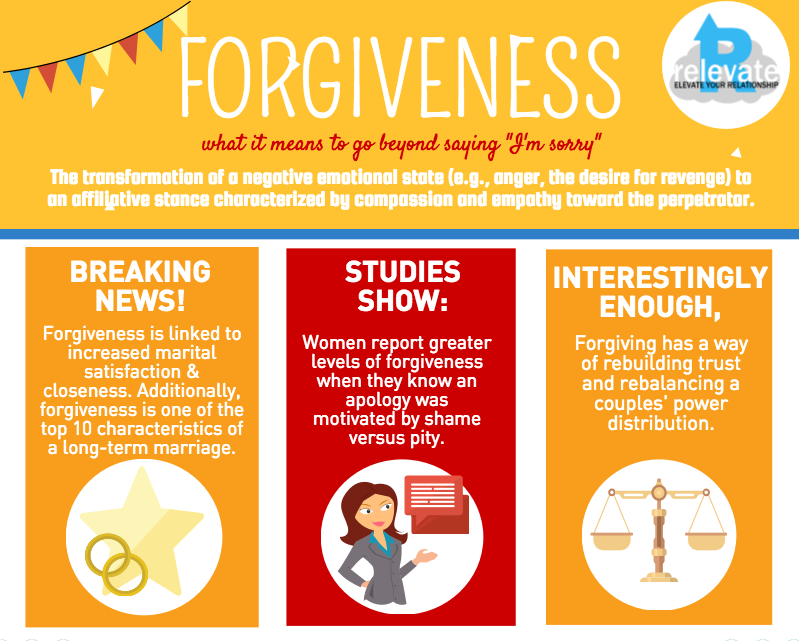 FORGIVENESS
relevate
ELEVATE YOUR RELATIONSHIP
what it means to go beyond saying "I'm sorry"
The transformation of a negative emotional state (e.g., anger, the desire for revenge) to
an affiliative stance characterized by compassion and empathy toward the perpetrator.
BREAKING
NEWS!
Forgiveness is linked to
increased marital
satisfaction &
closeness. Additionally,
forgiveness is one of the
top 10 characteristics of
a long-term marriage.
STUDIES
SHOW:
Women report greater
levels of forgiveness
when they know an
apology was
motivated by shame
versus pity.
INTERESTINGLY
ENOUGH,
Forgiving has a way
of rebuilding trust
and rebalancing a
couples' power
distribution.